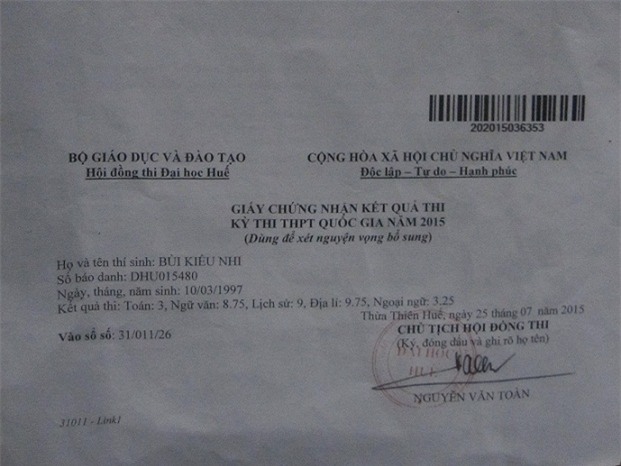 202015036353
BỘ GIÁO DỤC VÀ ĐÀO TẠO
Hội đồng thi Đại học Huế
CỘNG HÒA XÃ HỘI CHỦ NGHĨA VIỆT NAM
Độc lập – Tự do – Hạnh phúc
GIẤY CHỨNG NHẬN KẾT QUẢ THI
KỲ THI THPT QUỐC GIA NĂM 2015
(Dùng để xét nguyện vọng bổ sung)
Họ và tên thí sinh: BÙI KIỀU NHI
Số báo danh: DHU015480
Ngày, tháng, năm sinh: 10/03/1997
Kết quả thi: Toán: 3, Ngữ văn: 8.75, Lịch sử: 9, Địa lí: 9.75, Ngoại ngữ: 3.25
Thừa Thiên Huế, ngày 25 tháng 07 năm 2015
Vào sổ số: 31/011/26
CHỦ TỊCH HỘI ĐỒNG THI
(Ký, đóng dấu và ghi rõ họ tên)
ĐẠI HỌC
HUẾ
NGUYỄN VĂN TOÀN
31011 - Link1